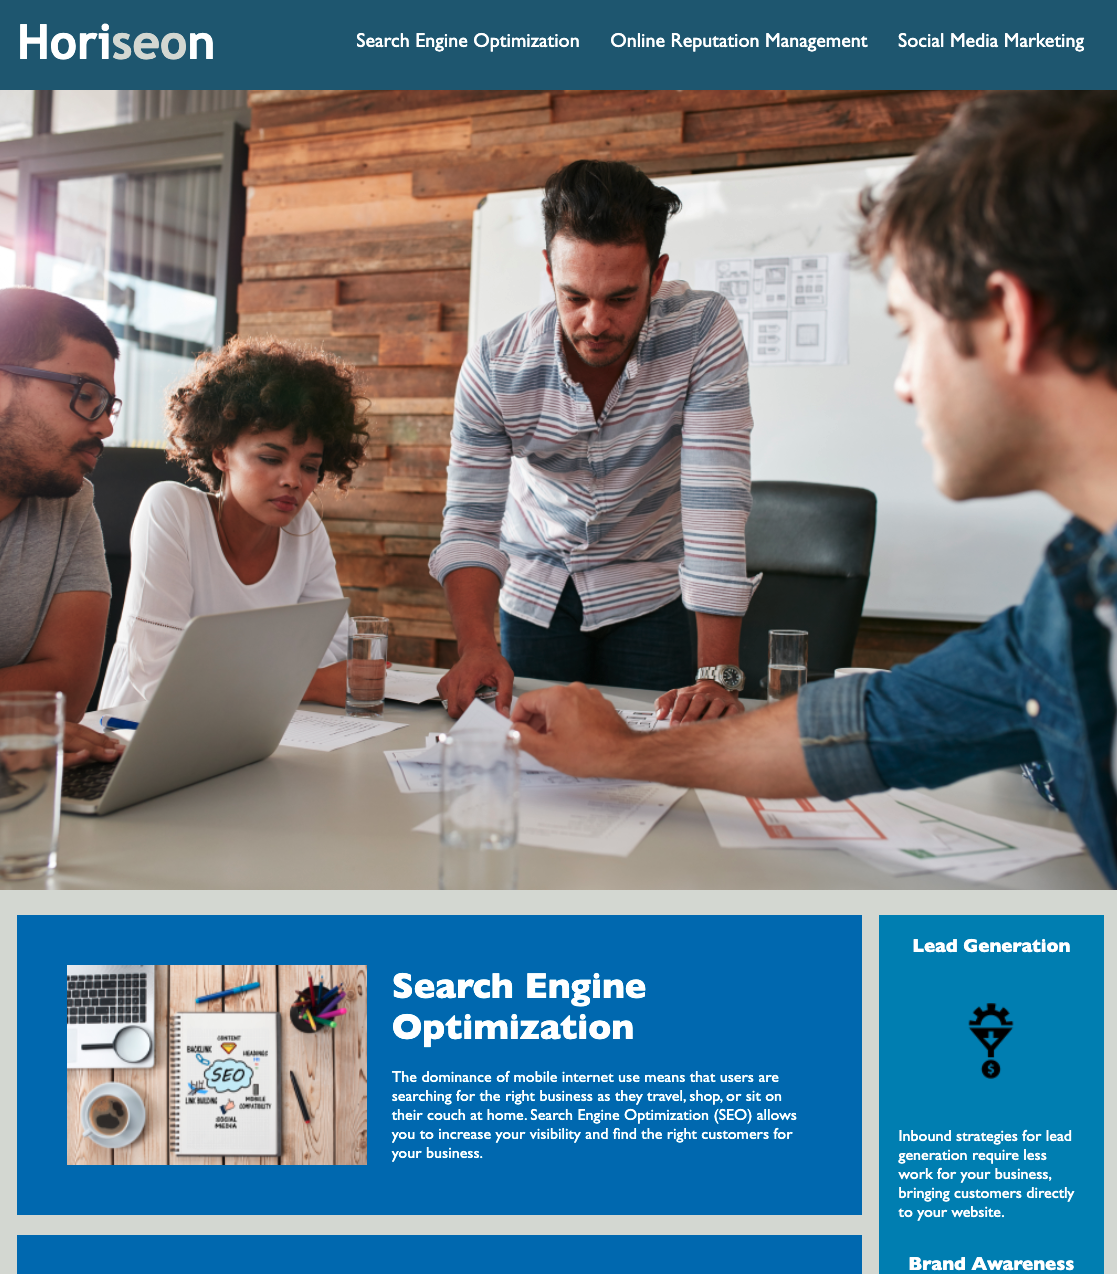 Horiseon
Search Engine Optimization
Online Reputation Management
Social Media Marketing
Search Engine
Optimization
The dominance of mobile internet use means that users are
searching for the right business as they travel, shop, or sit on
their couch at home. Search Engine Optimization (SEO) allows
you to increase your visibility and find the right customers for
your business.
CONTENT
BACKLINK
HEADINGS
SEO
LINK BUILDING
MOBILE
COMPATIBILITY
SOCIAL
MEDIA
Lead Generation
$
Inbound strategies for lead
generation require less
work for your business,
bringing customers directly
to your website.
Brand Awareness